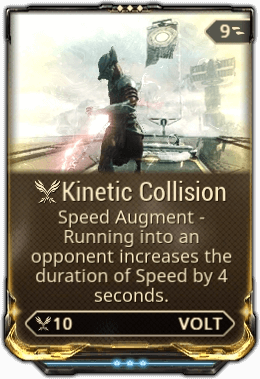 9
Kinetic Collision
Speed Augment -
Running into an
opponent increases the
duration of Speed by 4
seconds.
10 VOLT